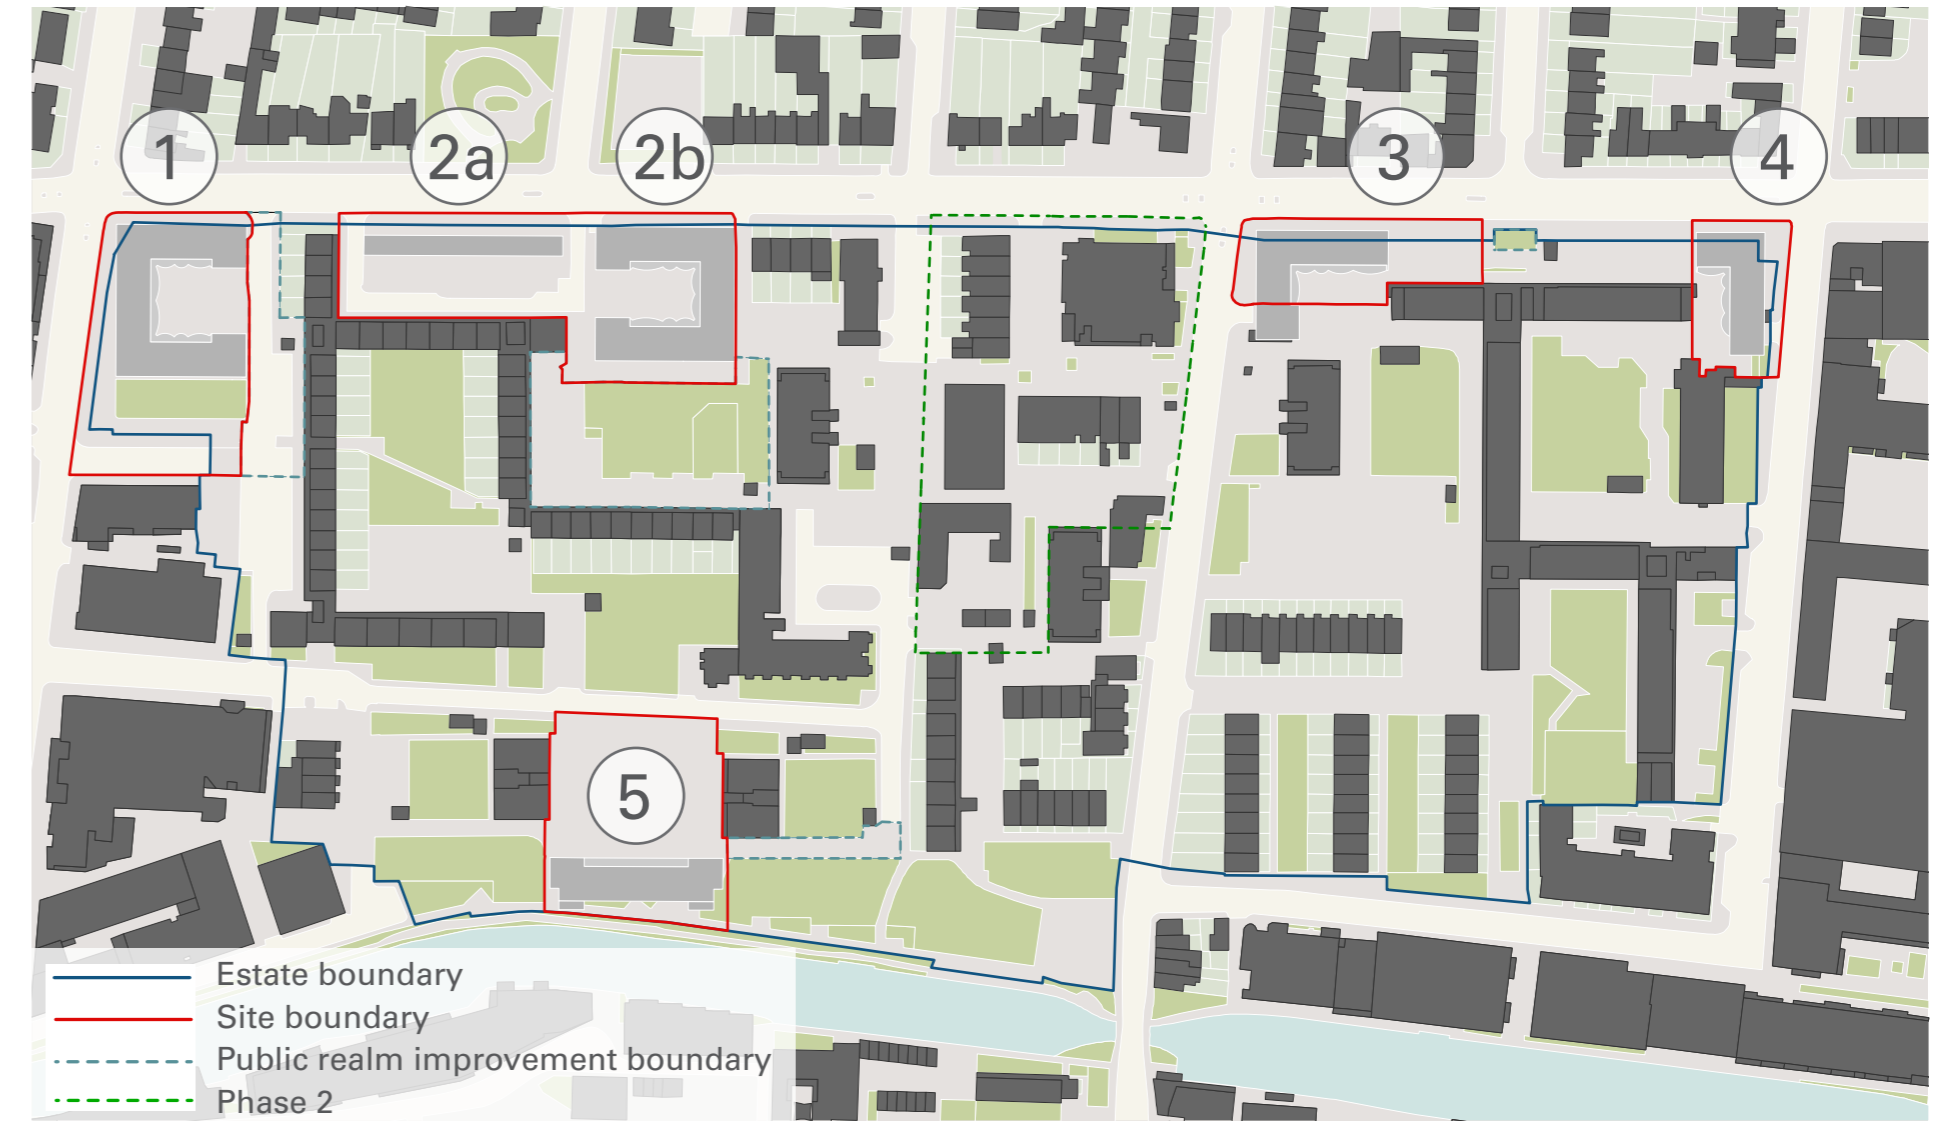 1
2a
2b
3
4
5
Estate boundary
Site boundary
Public realm improvement boundary
Phase 2